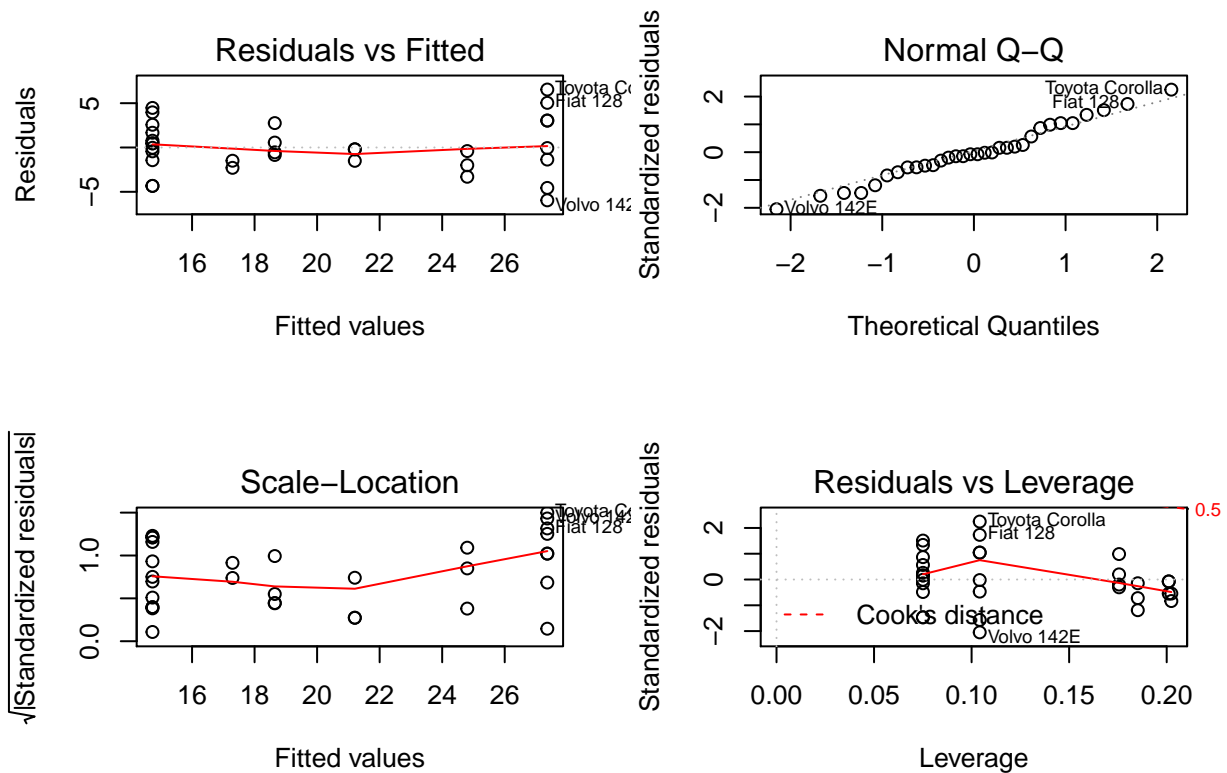 Residuals vs Fitted
Residuals
5
−5
Toyota Co
Fiat 128
Volvo 142
16 18 20 22 24 26
Fitted values
Normal Q−Q
Standardized residuals
2
0
−2
Toyota Corolla
Fiat 128
Volvo 142E
−2 −1 0 1 2
Theoretical Quantiles
Scale−Location
√|Standardized residuals|
1.0
0.0
Toyota Co
Volvo 142
Fiat 128
16 18 20 22 24 26
Fitted values
Residuals vs Leverage
Standardized residuals
2
0
−2
0.5
Toyota Corolla
Fiat 128
Cook's distance
Volvo 142E
0.00 0.05 0.10 0.15 0.20
Leverage